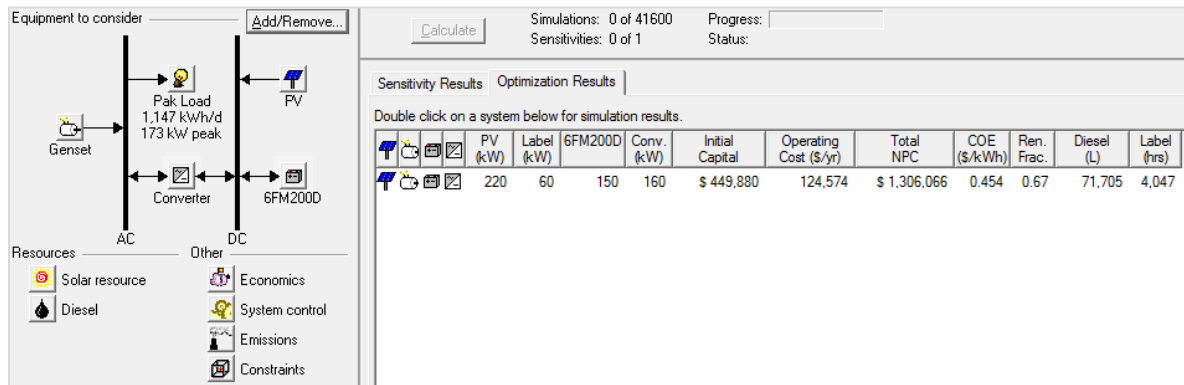 Equipment to consider
Add/Remove...
Pak Load
1,147 kWh/d
173 kW peak
PV
Genset
Converter
6FM200D
AC
DC
Resources
Other
Solar resource
Economics
Diesel
System control
Emissions
Constraints
Calculate
Simulations: 0 of 41600
Progress:
Sensitivities: 0 of 1
Status:
Sensitivity Results
Optimization Results
Double click on a system below for simulation results.
PV (kW) Label (kW) 6FM200D Conv. (kW) Initial Capital Operating Cost ($/yr) Total NPC COE ($/kWh) Ren. Frac. Diesel (L) Label (hrs)
220 60 150 160 $ 449,880 124,574 $ 1,306,066 0.454 0.67 71,705 4,047